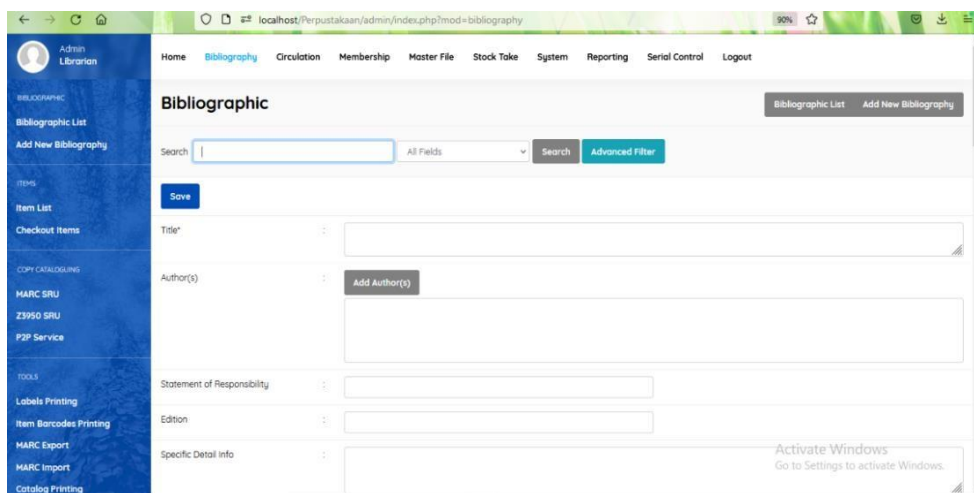 localhost/Perpustakaan/admin/index.php?mod=bibliography
90%
Admin
Librarian
Home Bibliography Circulation Membership Master File Stock Take System Reporting Serial Control Logout
BIBLIOGRAPHIC
Bibliographic List
Add New Bibliography
ITEMS
Item List
Checkout Items
COPY CATALOGUING
MARC SRU
Z3950 SRU
P2P Service
TOOLS
Labels Printing
Item Barcodes Printing
MARC Export
MARC Import
Catalog Printing
Bibliographic
Bibliographic List Add New Bibliography
Search All Fields Search Advanced Filter
Save
Title* :
Author(s) : Add Author(s)
Statement of Responsibility :
Edition :
Specific Detail Info :
Activate Windows
Go to Settings to activate Windows.